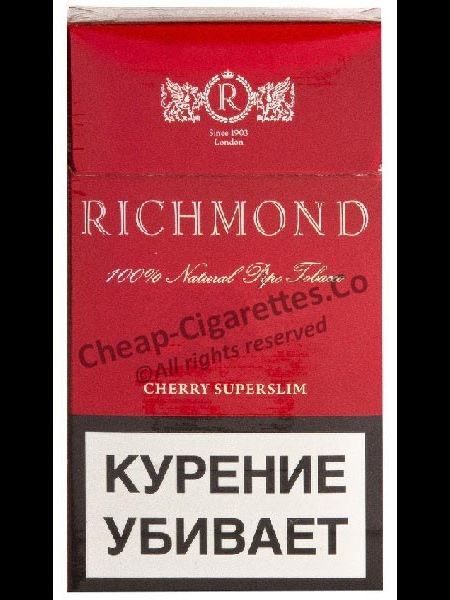 R
Since 1903
London
RICHMOND
100% Natural Pipe Tobacco
Cheap-Cigarettes.Co
©All rights reserved
CHERRY SUPERSLIM
КУРЕНИЕ
УБИВАЕТ